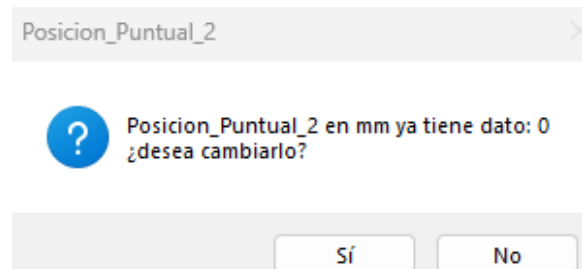 Posicion_Puntual_2
Posicion_Puntual_2 en mm ya tiene dato: 0
¿desea cambiarlo?
Sí
No